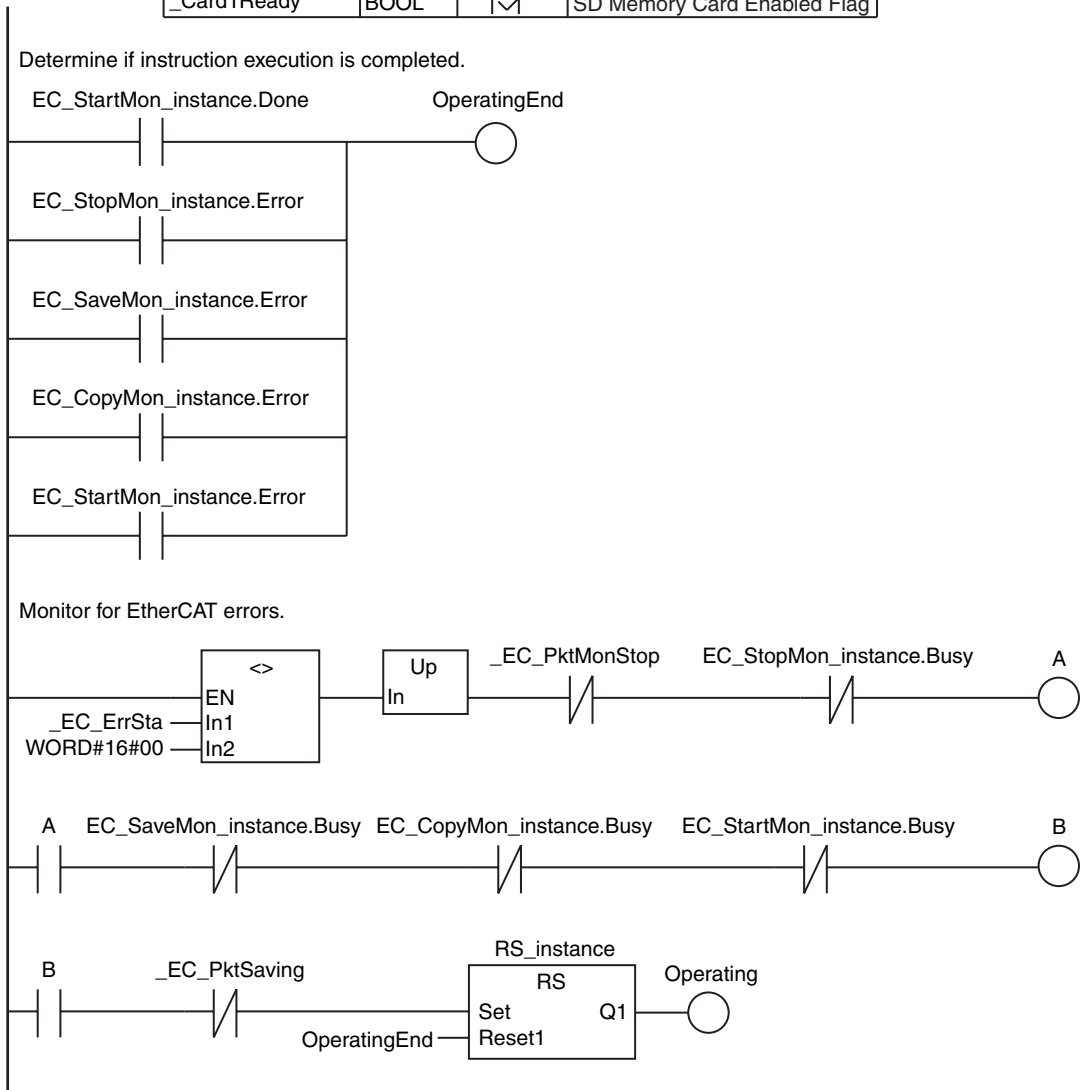 _Card1Ready BOOL SD Memory Card Enabled Flag
Determine if instruction execution is completed.
EC_StartMon_instance.Done OperatingEnd
EC_StopMon_instance.Error
EC_SaveMon_instance.Error
EC_CopyMon_instance.Error
EC_StartMon_instance.Error
Monitor for EtherCAT errors.
<> Up _EC_PktMonStop EC_StopMon_instance.Busy A
EN In
_EC_ErrSta In1
WORD#16#00 In2
A EC_SaveMon_instance.Busy EC_CopyMon_instance.Busy EC_StartMon_instance.Busy B
RS_instance
B _EC_PktSaving RS Operating
Set Q1
OperatingEnd Reset1